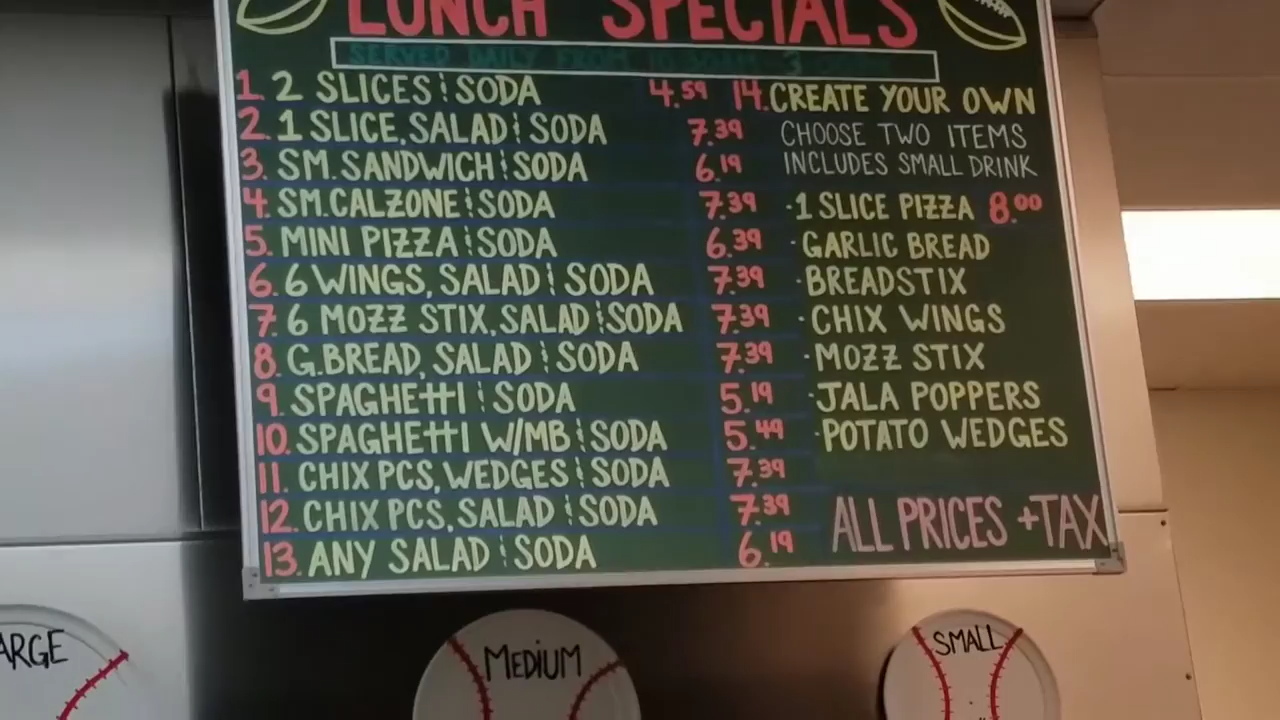 LUNCH SPECIALS
SERVED DAILY FROM 10:30AM - 3
1. 2 SLICES & SODA 4.59
2. 1 SLICE, SALAD & SODA 7.39
3. SM. SANDWICH & SODA 6.19
4. SM. CALZONE & SODA 7.39
5. MINI PIZZA & SODA 6.39
6. 6 WINGS, SALAD & SODA 7.39
7. 6 MOZZ STIX, SALAD & SODA 7.39
8. G. BREAD, SALAD & SODA 7.39
9. SPAGHETTI & SODA 5.19
10. SPAGHETTI W/MB & SODA 5.49
11. CHIX PCS, WEDGES & SODA 7.39
12. CHIX PCS, SALAD & SODA 7.39
13. ANY SALAD & SODA 6.19
14. CREATE YOUR OWN
CHOOSE TWO ITEMS
INCLUDES SMALL DRINK
·1 SLICE PIZZA 8.00
·GARLIC BREAD
·BREADSTIX
·CHIX WINGS
·MOZZ STIX
·JALA POPPERS
·POTATO WEDGES
ALL PRICES +TAX
ARGE
MEDIUM
SMALL